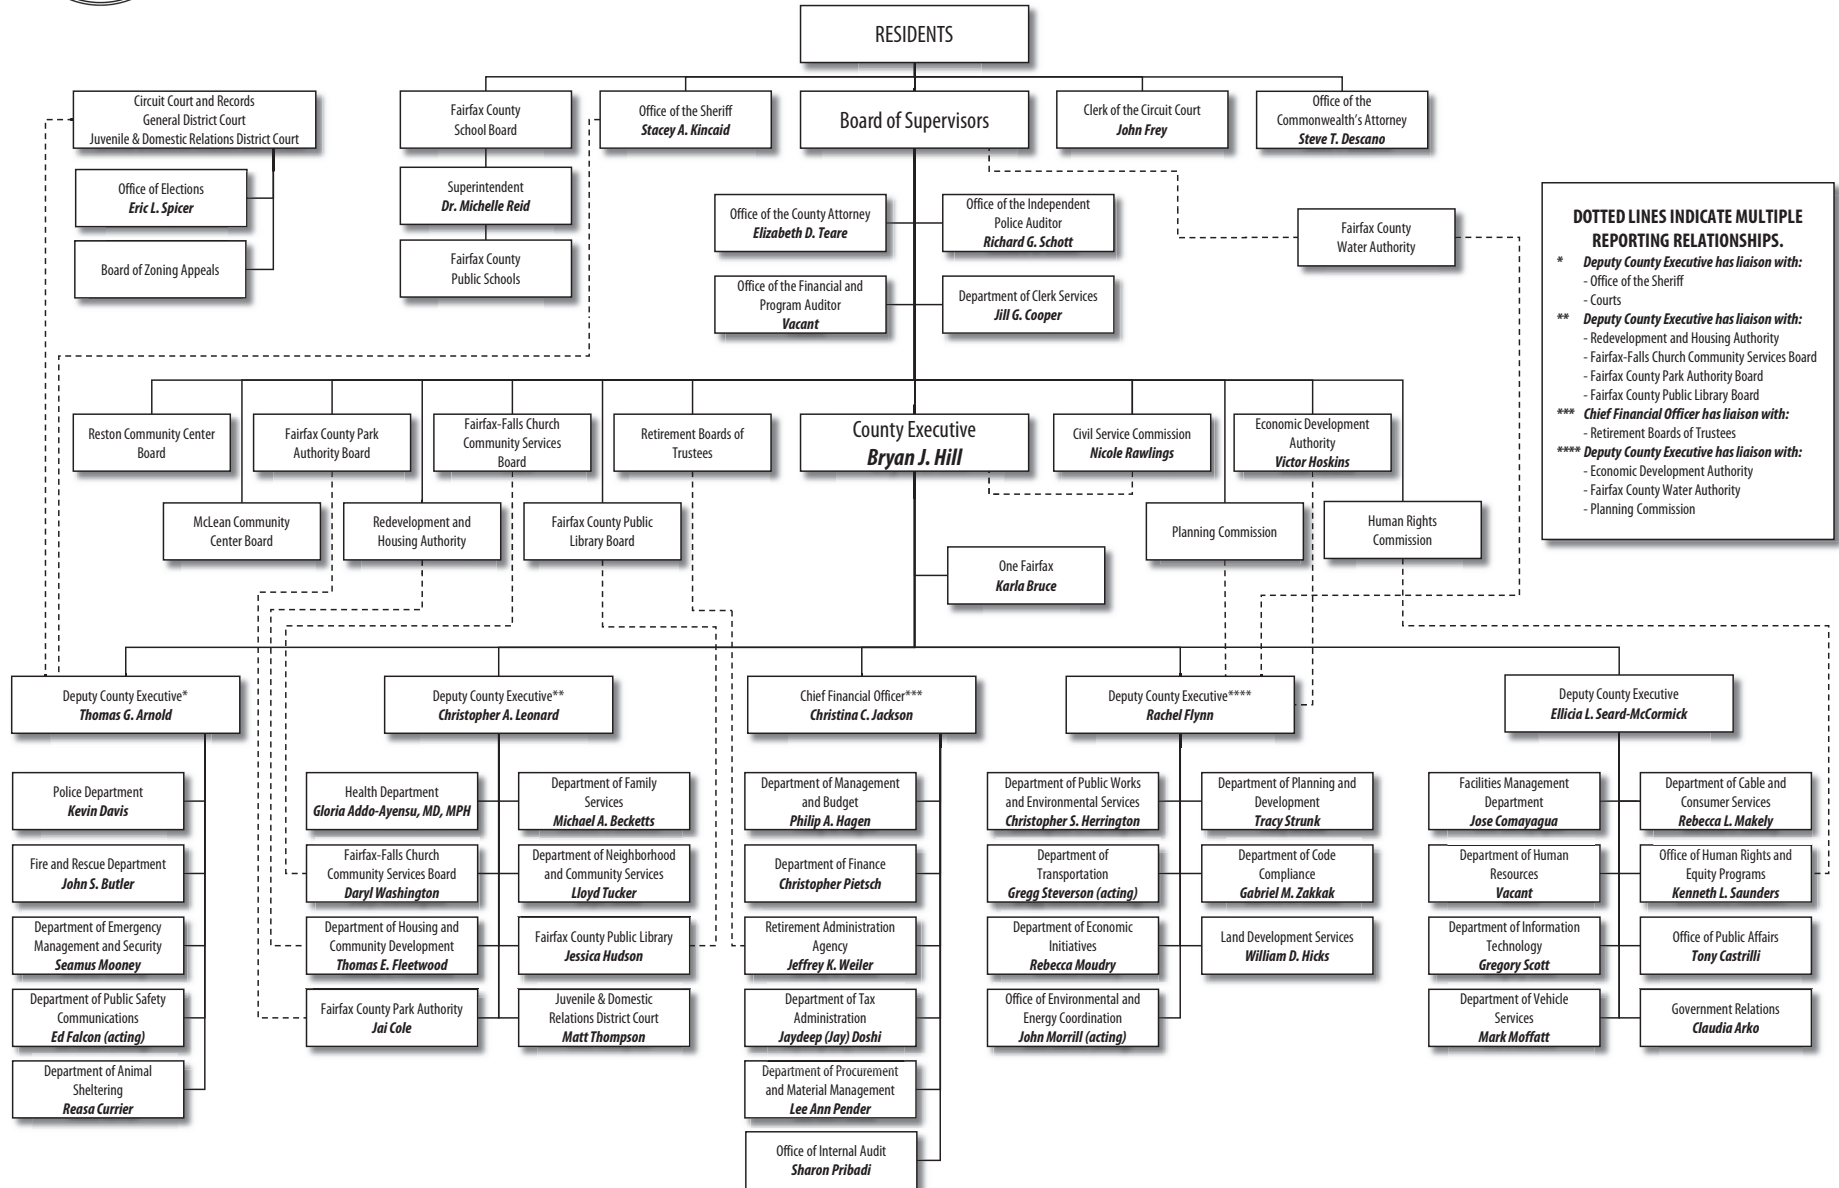 RESIDENTS
Circuit Court and Records
General District Court
Juvenile & Domestic Relations District Court
Fairfax County
School Board
Office of the Sheriff
Stacey A. Kincaid
Board of Supervisors
Clerk of the Circuit Court
John Frey
Office of the
Commonwealth's Attorney
Steve T. Descano
Office of Elections
Eric L. Spicer
Superintendent
Dr. Michelle Reid
Board of Zoning Appeals
Fairfax County
Public Schools
Office of the County Attorney
Elizabeth D. Teare
Office of the Independent
Police Auditor
Richard G. Schott
Fairfax County
Water Authority
Office of the Financial and
Program Auditor
Vacant
Department of Clerk Services
Jill G. Cooper
DOTTED LINES INDICATE MULTIPLE
REPORTING RELATIONSHIPS.
* Deputy County Executive has liaison with:
- Office of the Sheriff
- Courts
** Deputy County Executive has liaison with:
- Redevelopment and Housing Authority
- Fairfax-Falls Church Community Services Board
- Fairfax County Park Authority Board
- Fairfax County Public Library Board
*** Chief Financial Officer has liaison with:
- Retirement Boards of Trustees
**** Deputy County Executive has liaison with:
- Economic Development Authority
- Fairfax County Water Authority
- Planning Commission
Reston Community Center
Board
Fairfax County Park
Authority Board
Fairfax-Falls Church
Community Services
Board
Retirement Boards of
Trustees
County Executive
Bryan J. Hill
Civil Service Commission
Nicole Rawlings
Economic Development
Authority
Victor Hoskins
McLean Community
Center Board
Redevelopment and
Housing Authority
Fairfax County Public
Library Board
Planning Commission
Human Rights
Commission
One Fairfax
Karla Bruce
Deputy County Executive*
Thomas G. Arnold
Deputy County Executive**
Christopher A. Leonard
Chief Financial Officer***
Christina C. Jackson
Deputy County Executive****
Rachel Flynn
Deputy County Executive
Ellicia L. Seard-McCormick
Police Department
Kevin Davis
Fire and Rescue Department
John S. Butler
Department of Emergency
Management and Security
Seamus Mooney
Department of Public Safety
Communications
Ed Falcon (acting)
Department of Animal
Sheltering
Reasa Currier
Health Department
Gloria Addo-Ayensu, MD, MPH
Department of Family
Services
Michael A. Becketts
Fairfax-Falls Church
Community Services Board
Daryl Washington
Department of Neighborhood
and Community Services
Lloyd Tucker
Department of Housing and
Community Development
Thomas E. Fleetwood
Fairfax County Public Library
Jessica Hudson
Fairfax County Park Authority
Jai Cole
Juvenile & Domestic
Relations District Court
Matt Thompson
Department of Management
and Budget
Philip A. Hagen
Department of Finance
Christopher Pietsch
Retirement Administration
Agency
Jeffrey K. Weiler
Department of Tax
Administration
Jaydeep (Jay) Doshi
Department of Procurement
and Material Management
Lee Ann Pender
Office of Internal Audit
Sharon Pribadi
Department of Public Works
and Environmental Services
Christopher S. Herrington
Department of Planning and
Development
Tracy Strunk
Department of
Transportation
Gregg Steverson (acting)
Department of Code
Compliance
Gabriel M. Zakkak
Department of Economic
Initiatives
Rebecca Moudry
Land Development Services
William D. Hicks
Office of Environmental and
Energy Coordination
John Morrill (acting)
Facilities Management
Department
Jose Comayagua
Department of Cable and
Consumer Services
Rebecca L. Makely
Department of Human
Resources
Vacant
Office of Human Rights and
Equity Programs
Kenneth L. Saunders
Department of Information
Technology
Gregory Scott
Office of Public Affairs
Tony Castrilli
Department of Vehicle
Services
Mark Moffatt
Government Relations
Claudia Arko